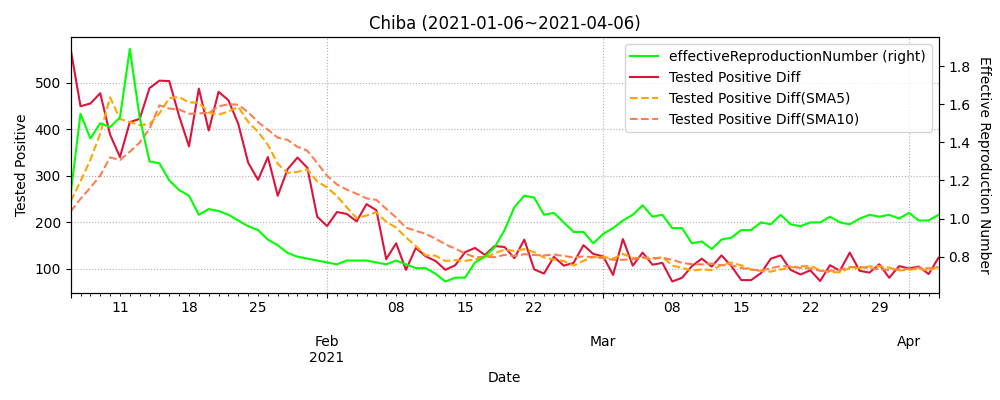 Chiba (2021-01-06~2021-04-06)
effectiveReproductionNumber (right)
Tested Positive Diff
Tested Positive Diff(SMA5)
Tested Positive Diff(SMA10)
Tested Positive
500
400
300
200
100
1.8
1.6
1.4
1.2
1.0
0.8
Effective Reproduction Number
11 18 25 08 15 22 08 15 22 29
Feb Mar Apr
2021
Date